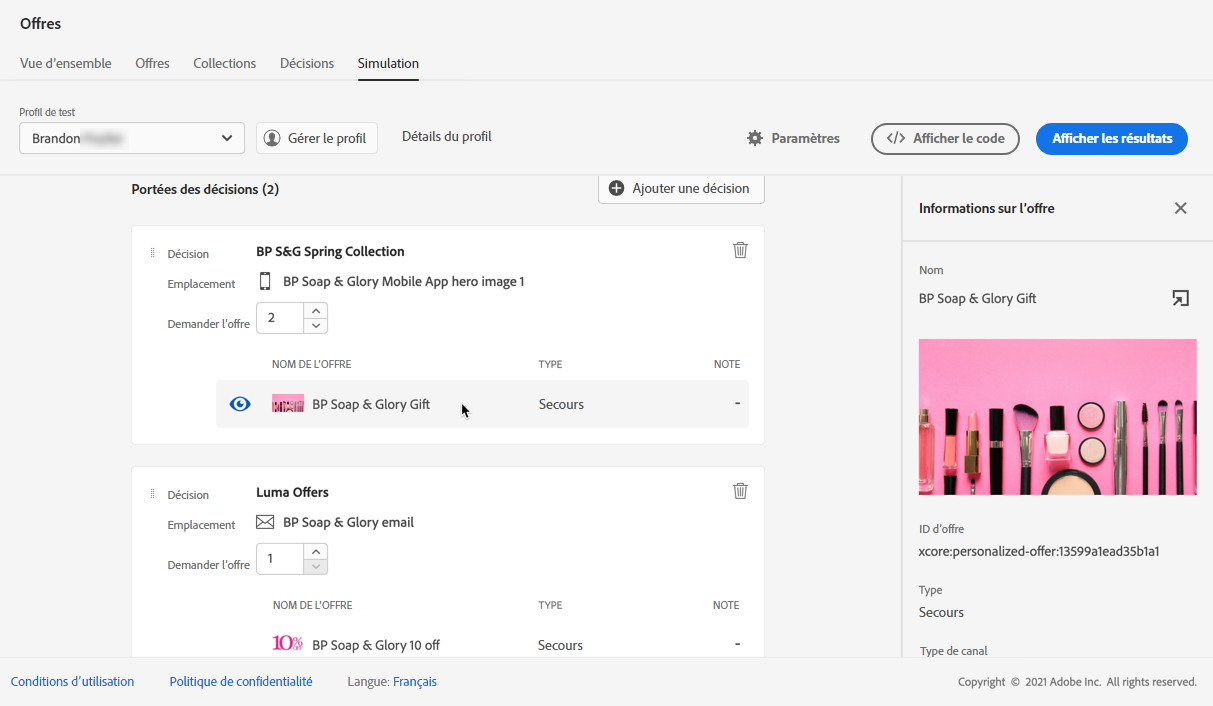 Offres
Vue d'ensemble Offres Collections Décisions Simulation
Profil de test
Brandon
Gérer le profil
Détails du profil
Paramètres
</> Afficher le code
Afficher les résultats
Portées des décisions (2)
Ajouter une décision
Décision BP S&G Spring Collection
Emplacement BP Soap & Glory Mobile App hero image 1
Demander l'offre 2
NOM DE L'OFFRE TYPE NOTE
BP Soap & Glory Gift Secours -
Décision Luma Offers
Emplacement BP Soap & Glory email
Demander l'offre 1
NOM DE L'OFFRE TYPE NOTE
10% BP Soap & Glory 10 off Secours -
Informations sur l'offre
Nom
BP Soap & Glory Gift
ID d'offre
xcore:personalized-offer:13599a1ead35b1a1
Type
Secours
Type de canal
Conditions d'utilisation Politique de confidentialité Langue: Français
Copyright © 2021 Adobe Inc. All rights reserved.